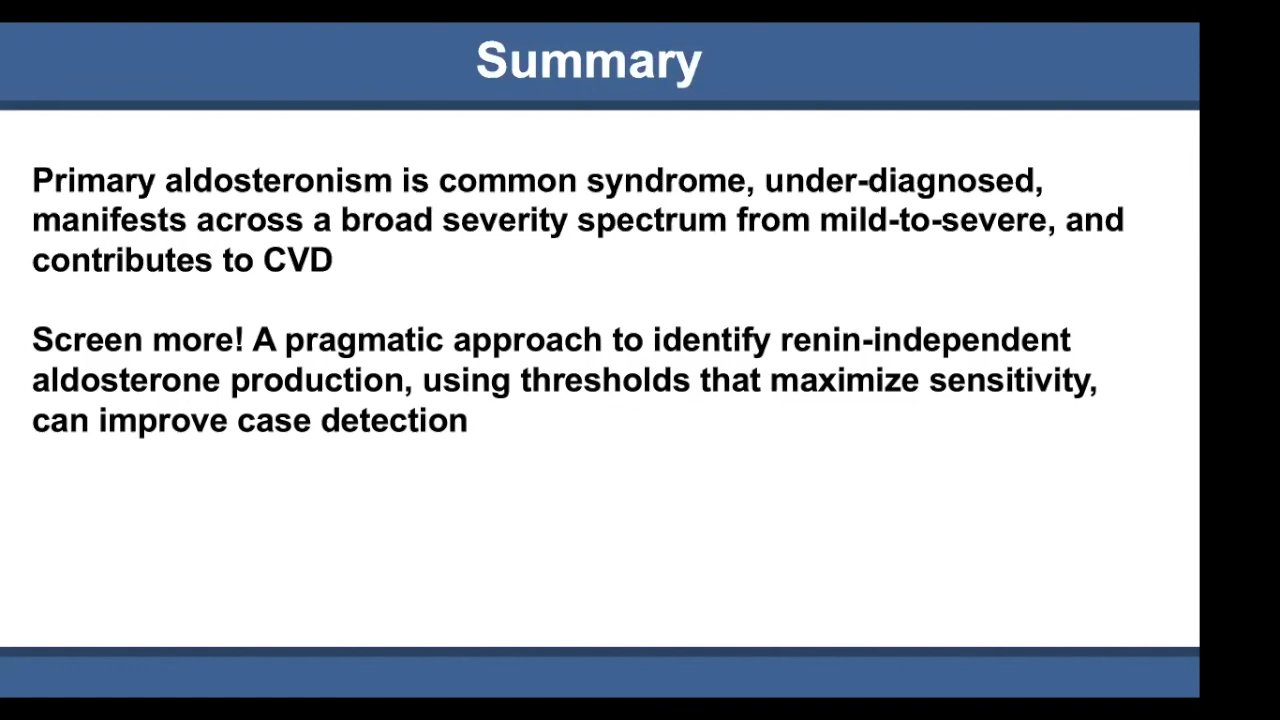 Summary
Primary aldosteronism is common syndrome, under-diagnosed,
manifests across a broad severity spectrum from mild-to-severe, and
contributes to CVD
Screen more! A pragmatic approach to identify renin-independent
aldosterone production, using thresholds that maximize sensitivity,
can improve case detection